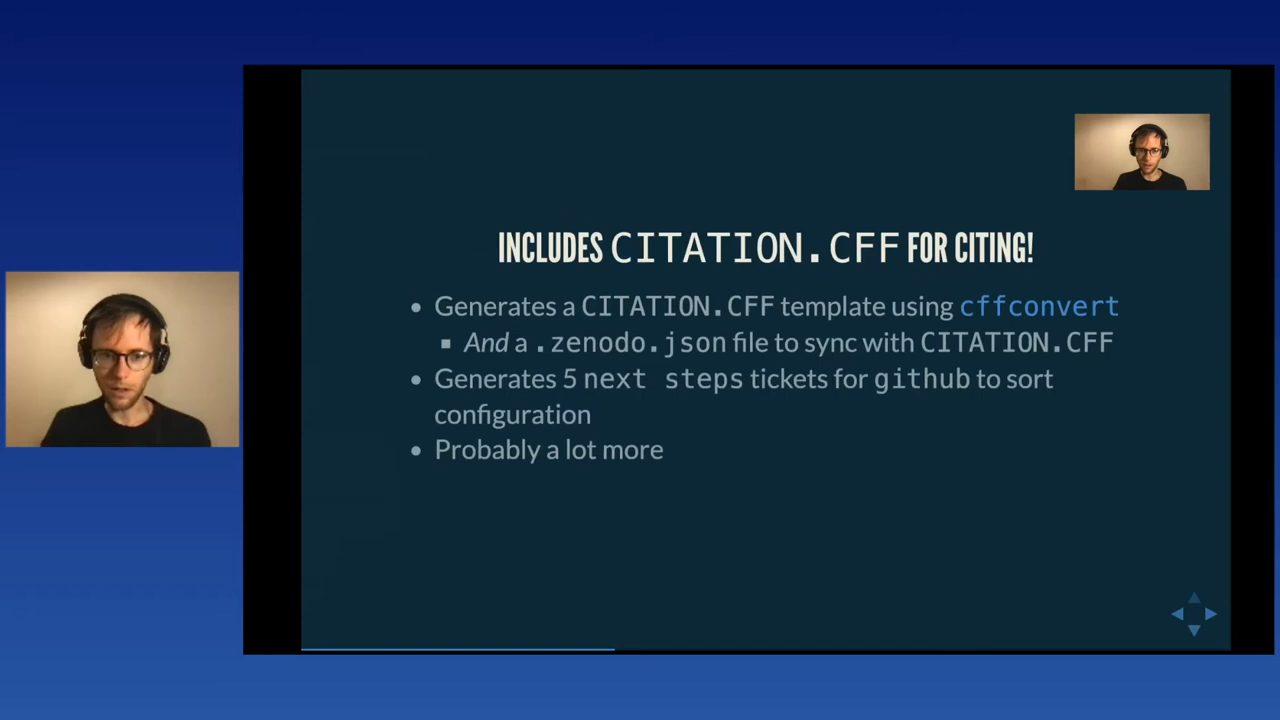 INCLUDES CITATION.CFF FOR CITING!
Generates a CITATION.CFF template using cffconvert
And a .zenodo.json file to sync with CITATION.CFF
Generates 5 next steps tickets for github to sort
configuration
Probably a lot more